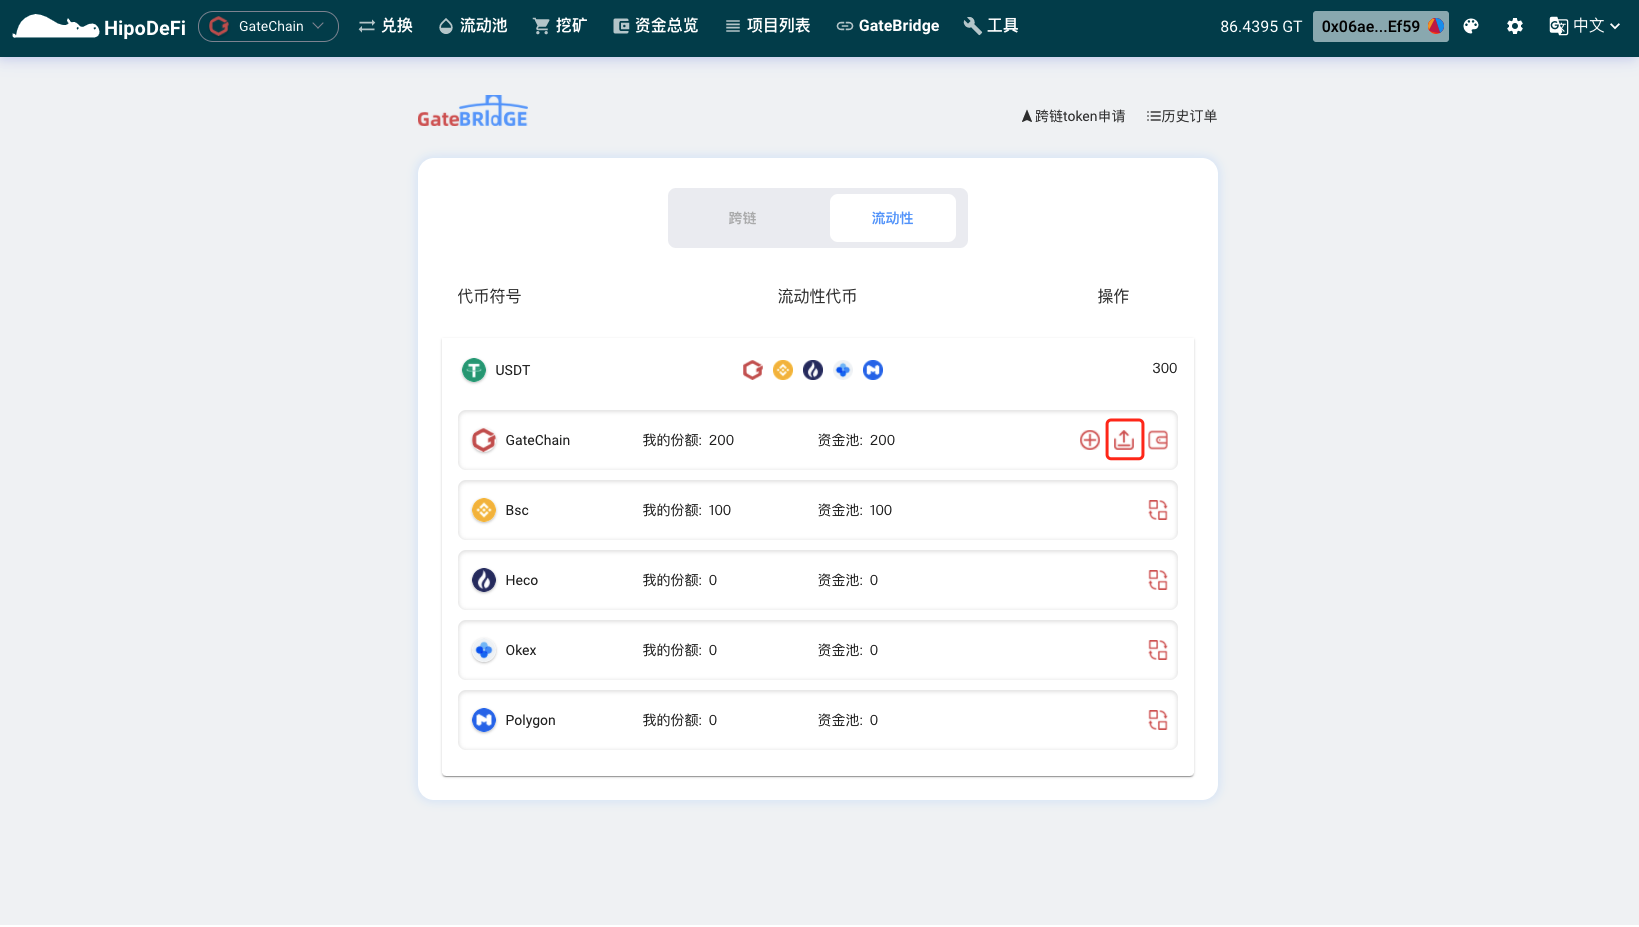 HipoDeFi GateChain 兑换 流动池 挖矿 资金总览 项目列表 GateBridge 工具 86.4395 GT 0x06ae...Ef59 中文
GateBRIdGE 跨链token申请 历史订单
跨链 流动性
代币符号 流动性代币 操作
USDT 300
GateChain 我的份额: 200 资金池: 200
Bsc 我的份额: 100 资金池: 100
Heco 我的份额: 0 资金池: 0
Okex 我的份额: 0 资金池: 0
Polygon 我的份额: 0 资金池: 0